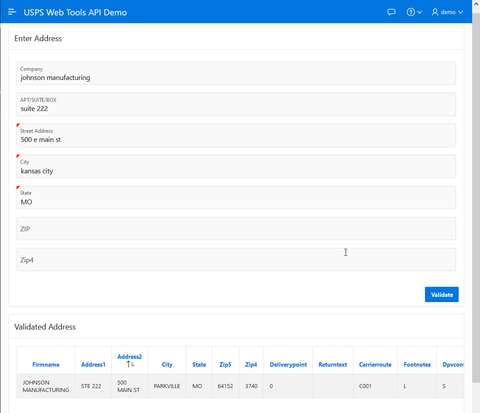 USPS Web Tools API Demo
demo
Enter Address
Company
johnson manufacturing
APT/SUITE/BOX
suite 222
Street Address
500 e main st
City
kansas city
State
MO
ZIP
Zip4
Validate
Validated Address
Firmname Address1 Address2 City State Zip5 Zip4 Deliverypoint Returntext Carrierroute Footnotes Dpvcon
JOHNSON MANUFACTURING STE 222 500 MAIN ST PARKVILLE MO 64152 3740 0 C001 L S